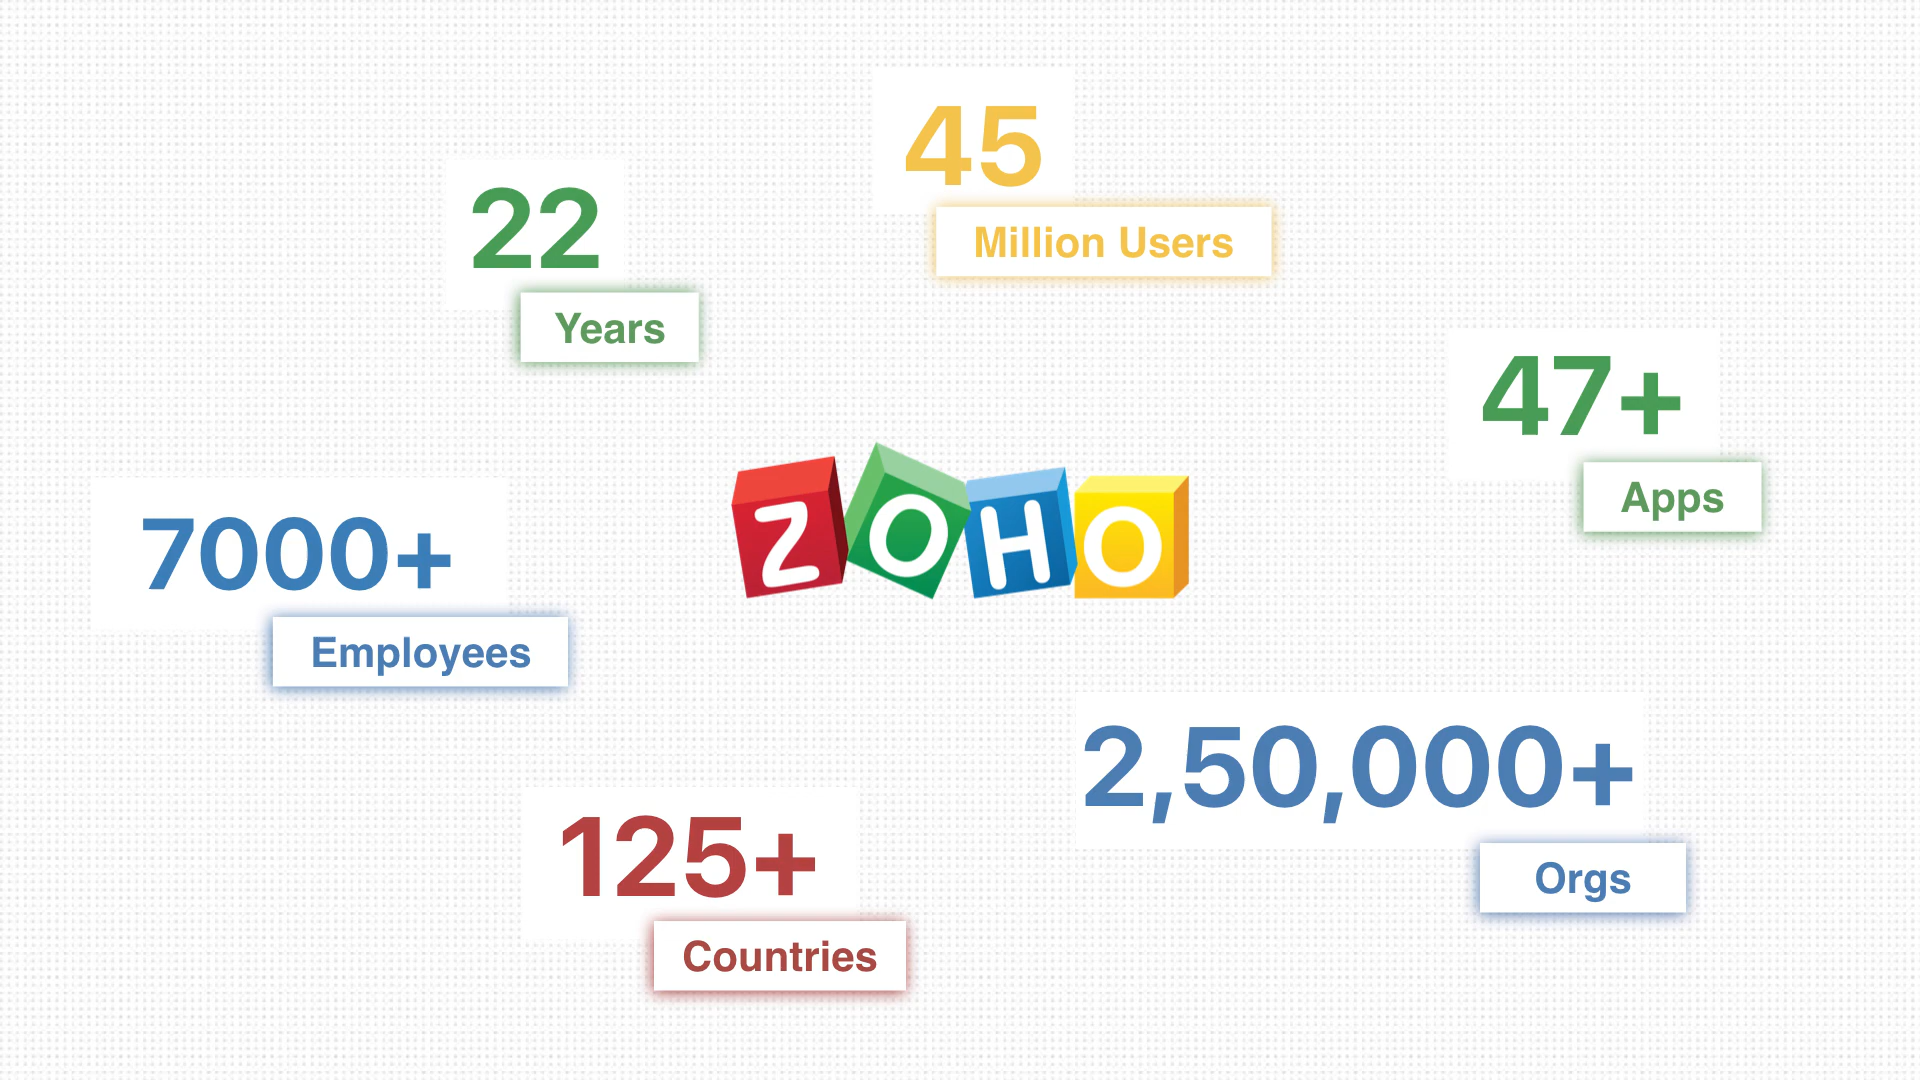 45
Million Users
22
Years
47+
Apps
ZOHO
7000+
Employees
2,50,000+
Orgs
125+
Countries